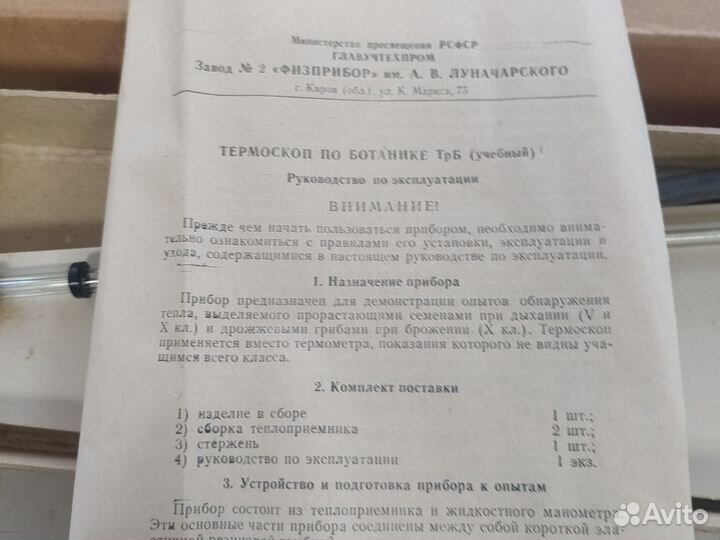 Министерство просвещения РСФСР
ГЛАВУЧТЕХПРОМ
Завод № 2 «ФИЗПРИБОР» им. А. В. ЛУНАЧАРСКОГО
г. Киров (обл.), ул. К. Маркса, 75
ТЕРМОСКОП ПО БОТАНИКЕ ТрБ (учебный)
Руководство по эксплуатации
ВНИМАНИЕ!
Прежде чем начать пользоваться прибором, необходимо внима-
тельно ознакомиться с правилами его установки, эксплуатации и
ухода, содержащимися в настоящем руководстве по эксплуатации.
1. Назначение прибора
Прибор предназначен для демонстрации опытов обнаружения
тепла, выделяемого прорастающими семенами при дыхании (V и
X кл.) и дрожжевыми грибами при брожении (X кл.). Термоскоп
применяется вместо термометра, показания которого не видны уча-
щимся всего класса.
2. Комплект поставки
1) изделие в сборе 1 шт.;
2) сборка теплоприемника 2 шт.;
3) стержень 1 шт.;
4) руководство по эксплуатации 1 экз.
3. Устройство и подготовка прибора к опытам
Прибор состоит из теплоприемника и жидкостного манометра.
Эти основные части прибора соединены между собой короткой эла-
Avito